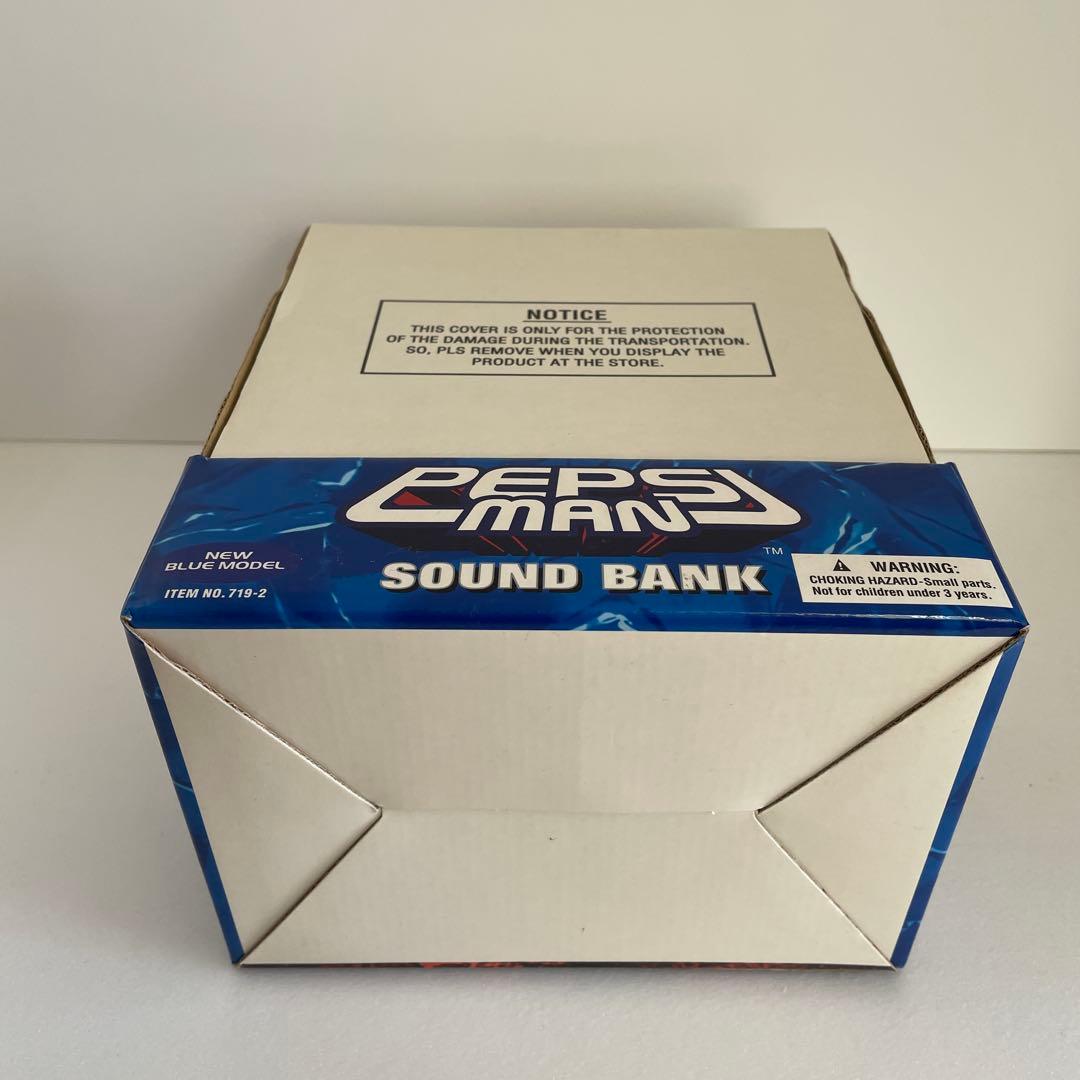 NOTICE
THIS COVER IS ONLY FOR THE PROTECTION
OF THE DAMAGE DURING THE TRANSPORTATION.
SO, PLS REMOVE WHEN YOU DISPLAY THE
PRODUCT AT THE STORE.
PEPSI
MAN
TM
SOUND BANK
NEW
BLUE MODEL
ITEM NO. 719-2
WARNING:
CHOKING HAZARD-Small parts.
Not for children under 3 years.